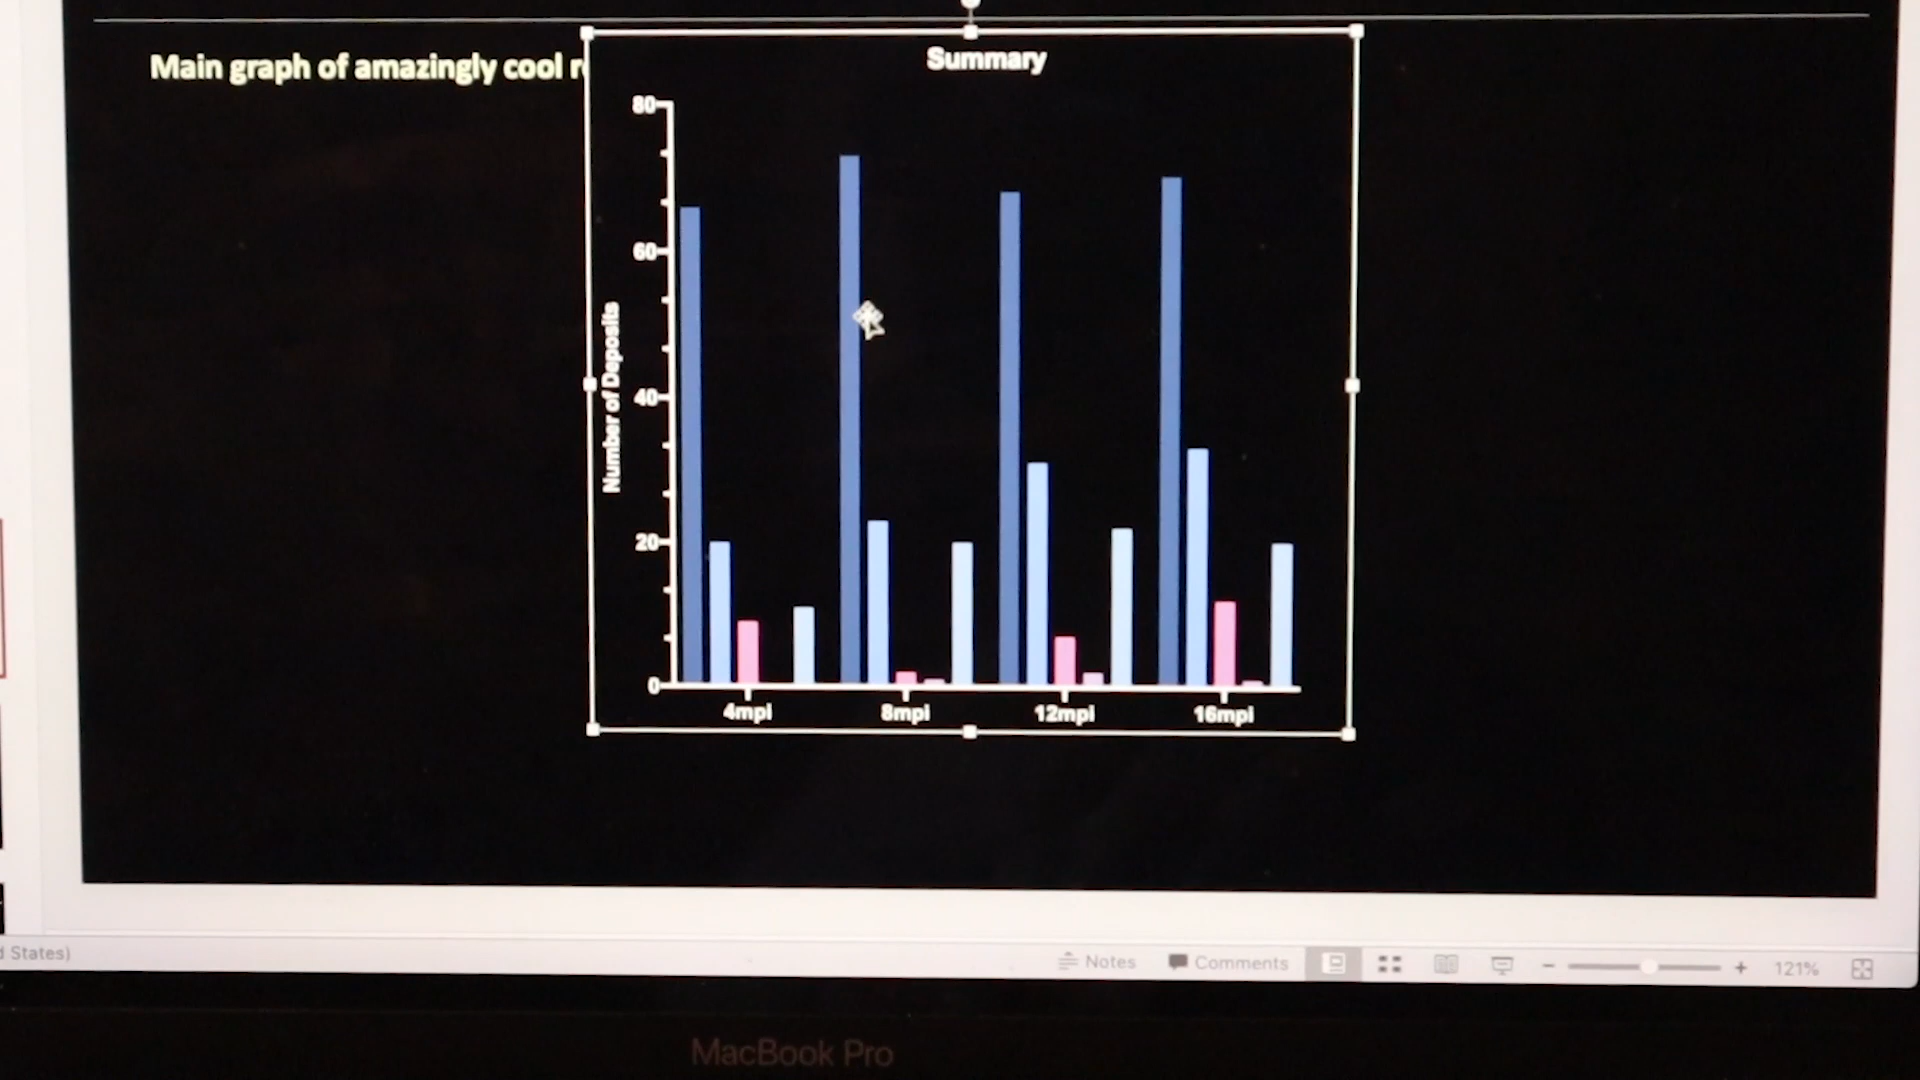 Main graph of amazingly cool
Summary
80
60
40
20
0
Number of Deposits
4mpi
8mpi
12mpi
16mpi
d States)
Notes
Comments
121%
MacBook Pro